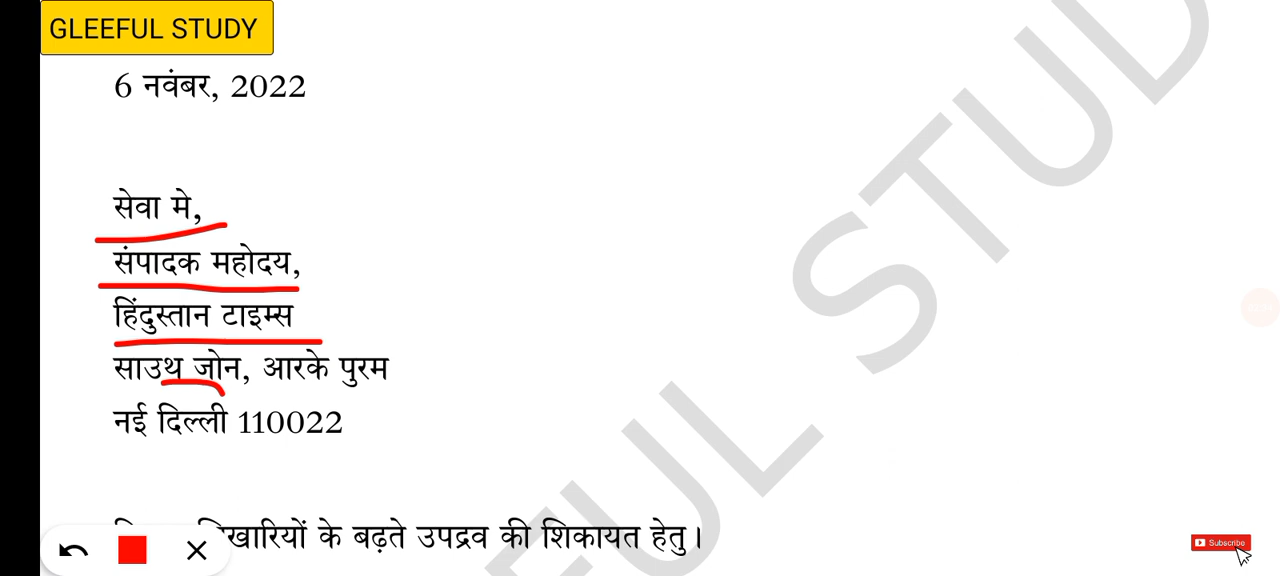 GLEEFUL STUDY
6 नवंबर, 2022
सेवा मे,
संपादक महोदय,
हिंदुस्तान टाइम्स
साउथ जोन, आरके पुरम
नई दिल्ली 110022
के बढ़ते उपद्रव की शिकायत हेतु।
Subscribe